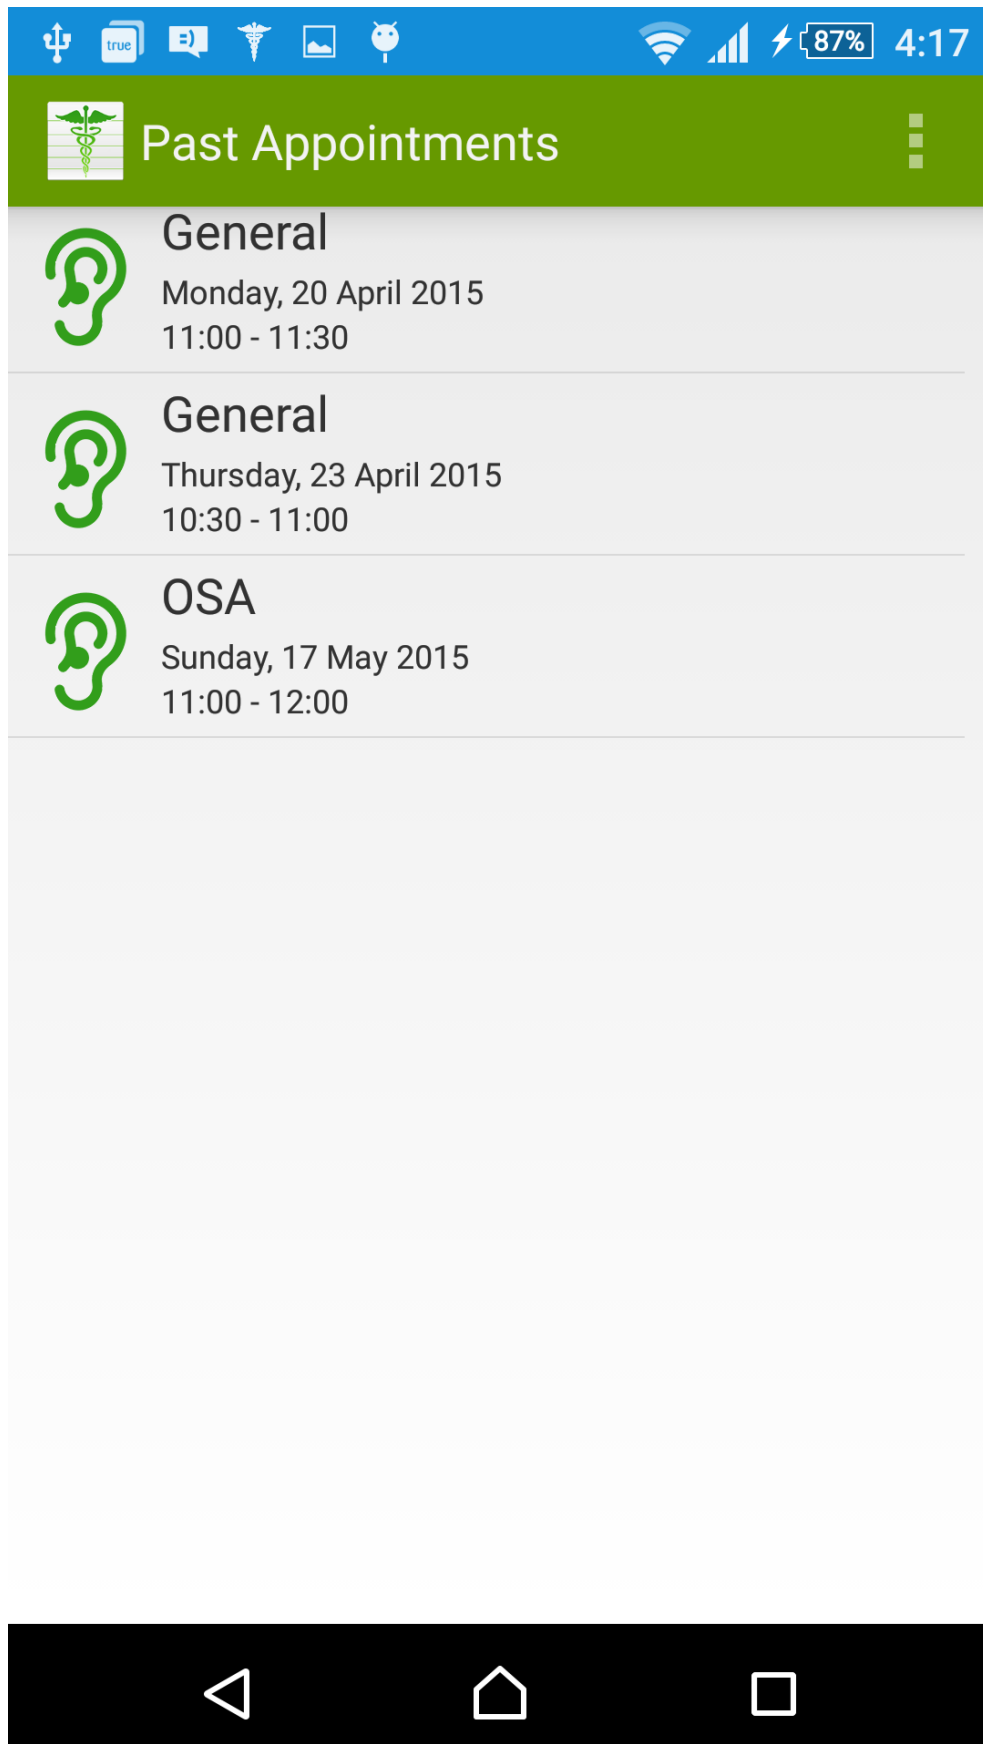 true
87% 4:17
Past Appointments
General
Monday, 20 April 2015
11:00 - 11:30
General
Thursday, 23 April 2015
10:30 - 11:00
OSA
Sunday, 17 May 2015
11:00 - 12:00